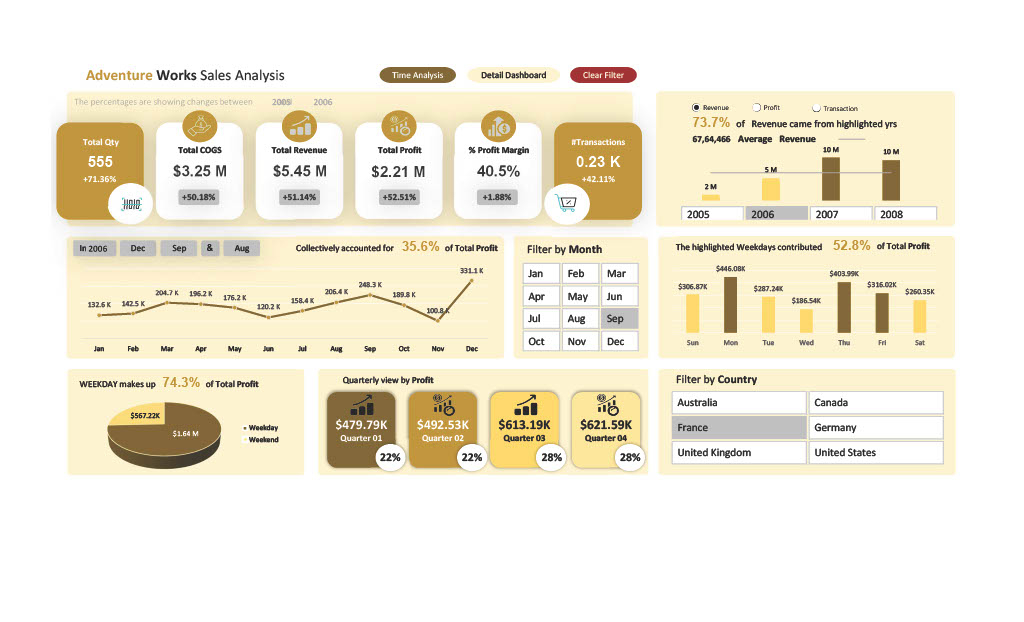 Adventure Works Sales Analysis
Time Analysis
Detail Dashboard
Clear Filter
The percentages are showing changes between 2005 2006
Total Qty
555
+71.36%
Total COGS
$3.25 M
+50.18%
Total Revenue
$5.45 M
+51.14%
Total Profit
$2.21 M
+52.51%
% Profit Margin
40.5%
+1.88%
#Transactions
0.23 K
+42.11%
Revenue Profit Transaction
73.7% of Revenue came from highlighted yrs
67,64,466 Average Revenue
2 M 5 M 10 M 10 M
2005 2006 2007 2008
In 2006 Dec Sep & Aug Collectively accounted for 35.6% of Total Profit
132.6 K 142.5 K 204.7 K 196.2 K 176.2 K 120.2 K 158.4 K 206.4 K 248.3 K 189.8 K 100.8 K 331.1 K
Jan Feb Mar Apr May Jun Jul Aug Sep Oct Nov Dec
Filter by Month
Jan Feb Mar
Apr May Jun
Jul Aug Sep
Oct Nov Dec
The highlighted Weekdays contributed 52.8% of Total Profit
$306.87K $446.08K $287.24K $186.54K $403.99K $316.02K $260.35K
Sun Mon Tue Wed Thu Fri Sat
WEEKDAY makes up 74.3% of Total Profit
$567.22K
$1.64 M
Weekday
Weekend
Quarterly view by Profit
$479.79K
Quarter 01
22%
$492.53K
Quarter 02
22%
$613.19K
Quarter 03
28%
$621.59K
Quarter 04
28%
Filter by Country
Australia Canada
France Germany
United Kingdom United States